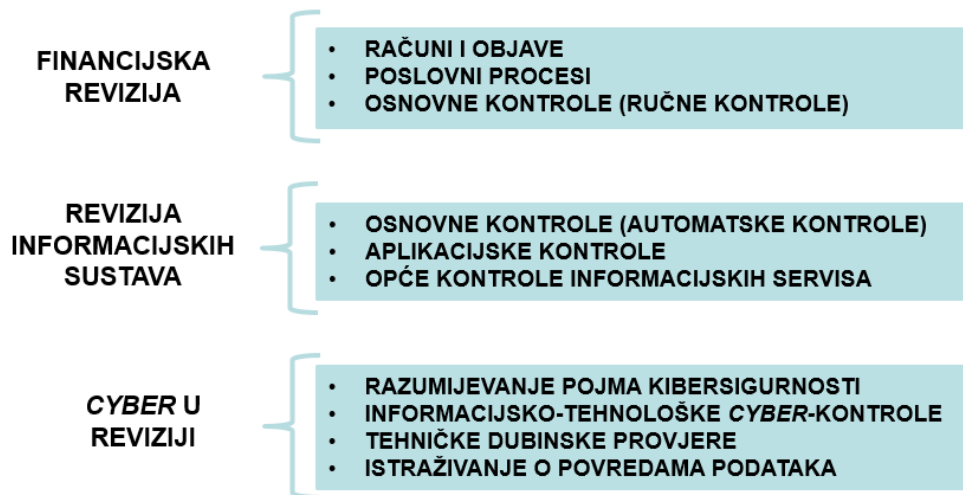 FINANCIJSKA
REVIZIJA
• RAČUNI I OBJAVE
• POSLOVNI PROCESI
• OSNOVNE KONTROLE (RUČNE KONTROLE)
REVIZIJA
INFORMACIJSKIH
SUSTAVA
• OSNOVNE KONTROLE (AUTOMATSKE KONTROLE)
• APLIKACIJSKE KONTROLE
• OPĆE KONTROLE INFORMACIJSKIH SERVISA
CYBER U
REVIZIJI
• RAZUMIJEVANJE POJMA KIBERSIGURNOSTI
• INFORMACIJSKO-TEHNOLOŠKE CYBER-KONTROLE
• TEHNIČKE DUBINSKE PROVJERE
• ISTRAŽIVANJE O POVREDAMA PODATAKA